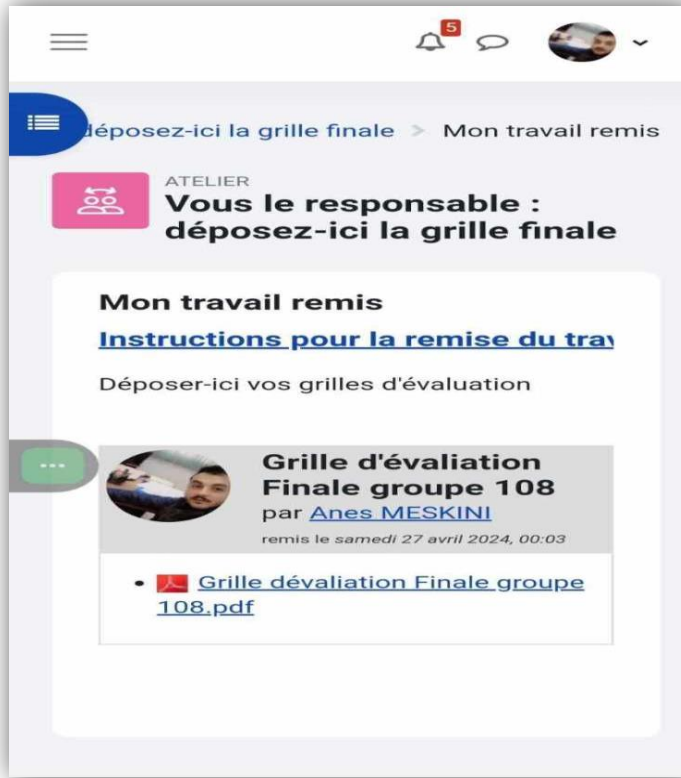 5
déposez-ici la grille finale > Mon travail remis
ATELIER
Vous le responsable :
déposez-ici la grille finale
Mon travail remis
Instructions pour la remise du
Déposer-ici vos grilles d'évaluation
Grille d'évaliation
Finale groupe 108
par Anes MESKINI
remis le samedi 27 avril 2024, 00:03
Grille dévaliation Finale groupe
108.pdf